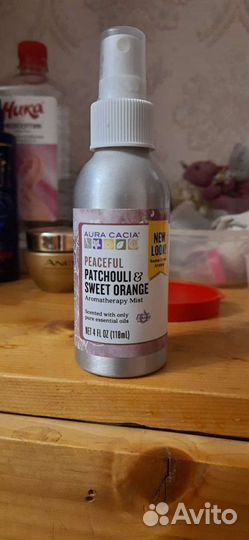 Ника
AURA CACIA
PEACEFUL
PATCHOULI &
SWEET ORANGE
Aromatherapy Mist
Scented with only
pure essential oils
NET 4 FL OZ (118mL)
NEW
LOOK!
Avito